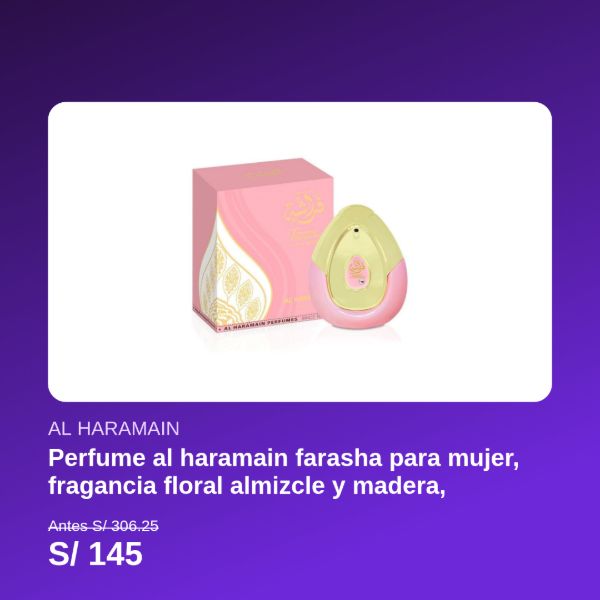 فراشة
AL HARAMAIN PERFUMES
AL HARAMAIN
Perfume al haramain farasha para mujer,
fragancia floral almizcle y madera,
Antes S/ 306.25
S/ 145